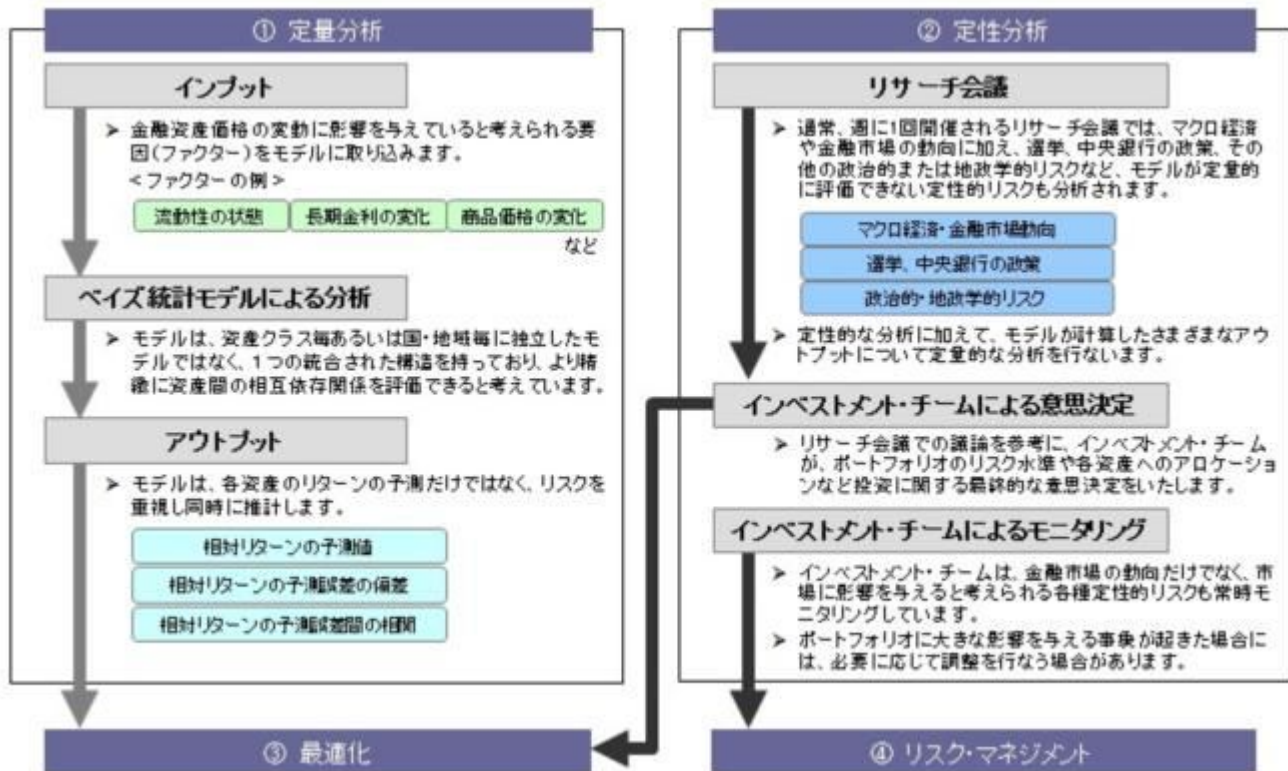 ① 定量分析
インプット
➢ 金融資産価格の変動に影響を与えていると考えられる要
因(ファクター)をモデルに取り込みます。
<ファクターの例>
流動性の状態 長期金利の変化 商品価格の変化
など
ベイズ統計モデルによる分析
➢ モデルは、資産クラス毎あるいは国・地域毎に独立したモ
デルではなく、1つの統合された構造を持っており、より精
緻に資産間の相互依存関係を評価できると考えています。
アウトプット
➢ モデルは、各資産のリターンの予測だけではなく、リスクを
重視し同時に推計します。
相対リターンの予測値
相対リターンの予測誤差の偏差
相対リターンの予測誤差間の相関
③ 最適化
② 定性分析
リサーチ会議
➢ 通常、週に1回開催されるリサーチ会議では、マクロ経済
や金融市場の動向に加え、選挙、中央銀行の政策、その
他の政治的または地政学的リスクなど、モデルが定量的
に評価できない定性的リスクも分析されます。
マクロ経済・金融市場動向
選挙、中央銀行の政策
政治的・地政学的リスク
➢ 定性的な分析に加えて、モデルが計算したさまざまなアウ
トプットについて定量的な分析を行ないます。
インベストメント・チームによる意思決定
➢ リサーチ会議での議論を参考に、インベストメント・チーム
が、ポートフォリオのリスク水準や各資産へのアロケーショ
ンなど投資に関する最終的な意思決定をいたします。
インベストメント・チームによるモニタリング
➢ インベストメント・チームは、金融市場の動向だけでなく、市
場に影響を与えると考えられる各種定性的リスクも常時モ
ニタリングしています。
➢ ポートフォリオに大きな影響を与える事象が起きた場合に
は、必要に応じて調整を行なう場合があります。
④ リスク・マネジメント